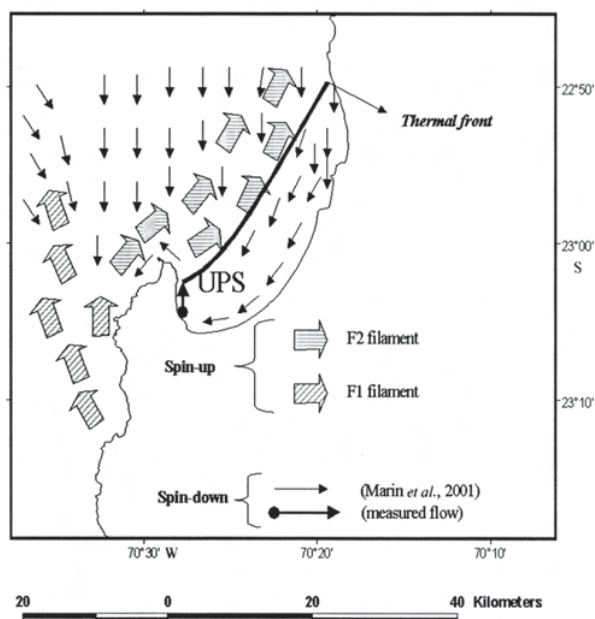 22°50'
Thermal front
23°00'
S
UPS
F2 filament
Spin-up
F1 filament
23°10'
Spin-down
(Marin et al., 2001)
(measured flow)
70°30' W
70°20'
70°10'
20 0 20 40 Kilometers